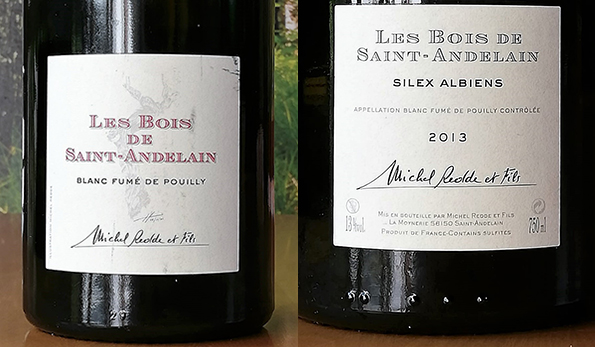 LES BOIS
DE
SAINT-ANDELAIN
BLANC FUMÉ DE POUILLY
Michel Redde et Fils
LES BOIS DE
SAINT-ANDELAIN
SILEX ALBIENS
APPELLATION BLANC FUMÉ DE POUILLY CONTRÔLÉE
2013
Michel Redde et Fils
MIS EN BOUTEILLE PAR MICHEL REDDE ET FILS
LA MOYNERIE 58150 SAINT-ANDELAIN
PRODUIT DE FRANCE-CONTAINS SULFITES
13%vol.
750 ml